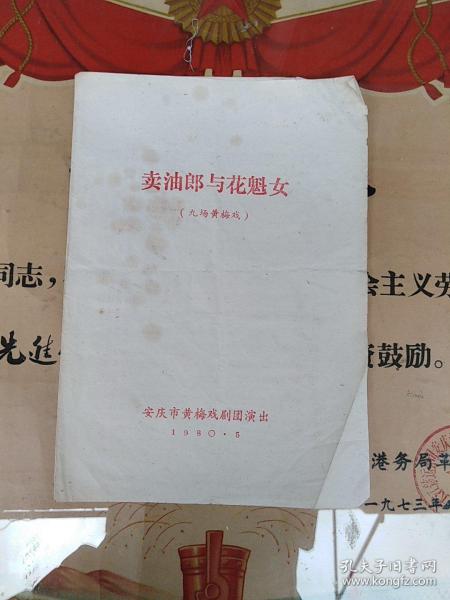 卖油郎与花魁女
(九场黄梅戏)
同志,
会主义劳
先进
鼓励。
安庆市黄梅戏剧团演出
198〇·5
港务局革
一九七三年
孔夫子旧书网
www.kongfz.com